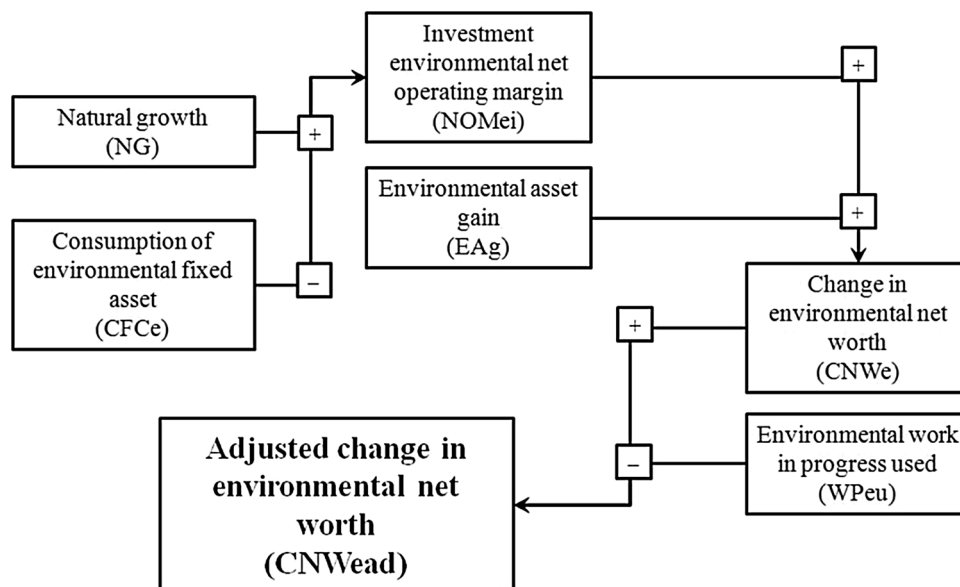 Investment
environmental net
operating margin
(NOMei)
+
Natural growth
(NG)
+
Environmental asset
gain
(EAg)
+
Consumption of
environmental fixed
asset
(CFCe)
−
Change in
environmental net
worth
(CNWe)
+
Adjusted change in
environmental net
worth
(CNWead)
−
Environmental work
in progress used
(WPeu)